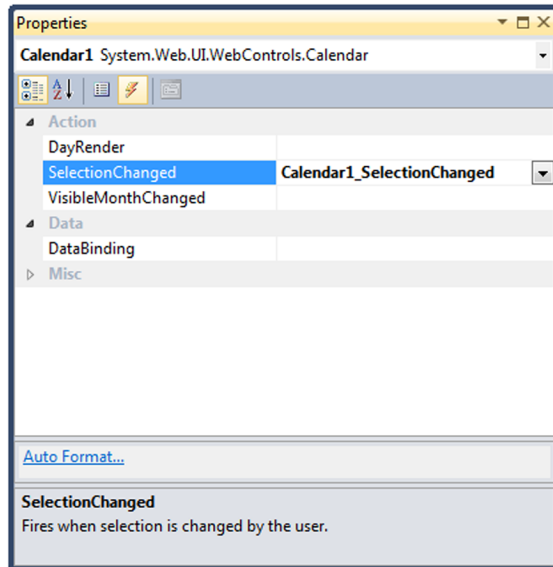 Properties
Calendar1 System.Web.UI.WebControls.Calendar
Action
DayRender
SelectionChanged Calendar1_SelectionChanged
VisibleMonthChanged
Data
DataBinding
Misc
Auto Format...
SelectionChanged
Fires when selection is changed by the user.